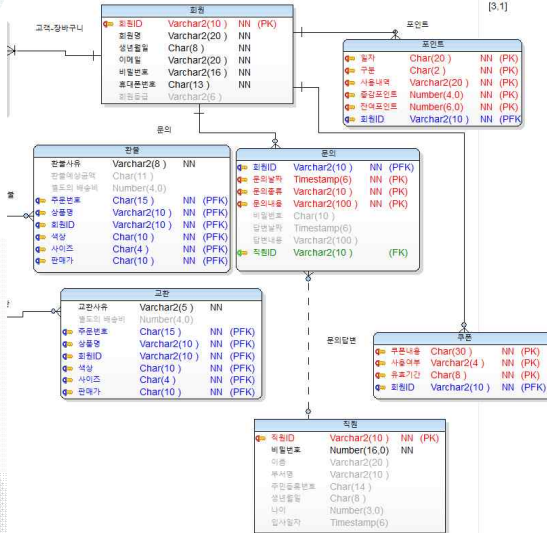 [3,1]
고객-장바구니
회원
회원ID Varchar2(10 ) NN (PK)
회원명 Varchar2(20 ) NN
생년월일 Char(8 ) NN
이메일 Varchar2(20 ) NN
비밀번호 Varchar2(16 ) NN
휴대폰번호 Char(13 ) NN
회원등급 Varchar2(6 )
포인트
포인트
일자 Char(20 ) NN (PK)
구분 Char(2 ) NN (PK)
사용내역 Varchar2(20 ) NN (PK)
증감포인트 Number(4,0) NN (PK)
잔여포인트 Number(6,0) NN (PK)
회원ID Varchar2(10 ) NN (PFK
문의
환불
환불사유 Varchar2(8 ) NN
환불예상금액 Char(11 )
별도의 배송비 Number(4,0)
주문번호 Char(15 ) NN (PFK)
상품명 Varchar2(10 ) NN (PFK)
회원ID Varchar2(10 ) NN (PFK)
색상 Char(10 ) NN (PFK)
사이즈 Char(4 ) NN (PFK)
판매가 Char(10 ) NN (PFK)
불
문의
회원ID Varchar2(10 ) NN (PFK)
문의날짜 Timestamp(6) NN (PK)
문의종류 Varchar2(10 ) NN (PK)
문의내용 Varchar2(100 ) NN (PK)
비밀번호 Char(10 )
답변날짜 Timestamp(6)
답변내용 Varchar2(100 )
직원ID Varchar2(10 ) (FK)
교환
교환사유 Varchar2(5 ) NN
별도의 배송비 Number(4,0)
주문번호 Char(15 ) NN (PFK)
상품명 Varchar2(10 ) NN (PFK)
회원ID Varchar2(10 ) NN (PFK)
색상 Char(10 ) NN (PFK)
사이즈 Char(4 ) NN (PFK)
판매가 Char(10 ) NN (PFK)
문의답변
쿠폰
쿠폰내용 Char(30 ) NN (PK)
사용여부 Varchar2(4 ) NN (PK)
유효기간 Char(8 ) NN (PK)
회원ID Varchar2(10 ) NN (PFK)
직원
직원ID Varchar2(10 ) NN (PK)
비밀번호 Number(16,0) NN
이름 Varchar2(20 )
부서명 Varchar2(10 )
주민등록번호 Char(14 )
생년월일 Char(8 )
나이 Number(3,0)
입사일자 Timestamp(6)